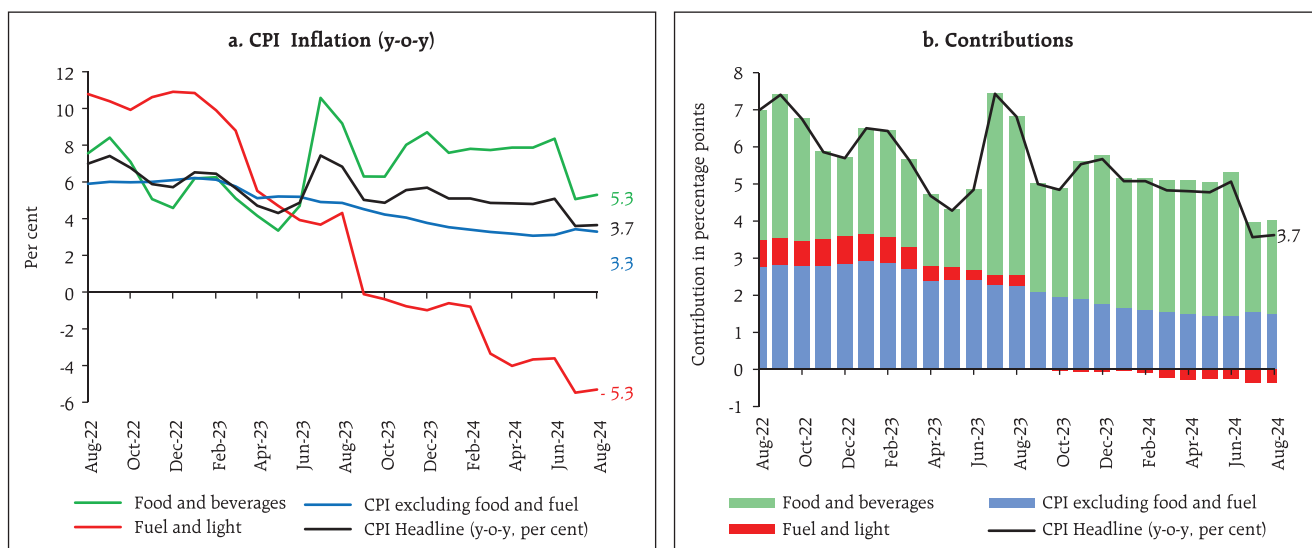 a. CPI Inflation (y-o-y)
Per cent
12
10
8
6
4
2
0
-2
-4
-6
5.3
3.7
3.3
- 5.3
Aug-22
Oct-22
Dec-22
Feb-23
Apr-23
Jun-23
Aug-23
Oct-23
Dec-23
Feb-24
Apr-24
Jun-24
Aug-24
Food and beverages
CPI excluding food and fuel
Fuel and light
CPI Headline (y-o-y, per cent)
b. Contributions
Contribution in percentage points
8
7
6
5
4
3
2
1
0
-1
3.7
Aug-22
Oct-22
Dec-22
Feb-23
Apr-23
Jun-23
Aug-23
Oct-23
Dec-23
Feb-24
Apr-24
Jun-24
Aug-24
Food and beverages
CPI excluding food and fuel
Fuel and light
CPI Headline (y-o-y, per cent)